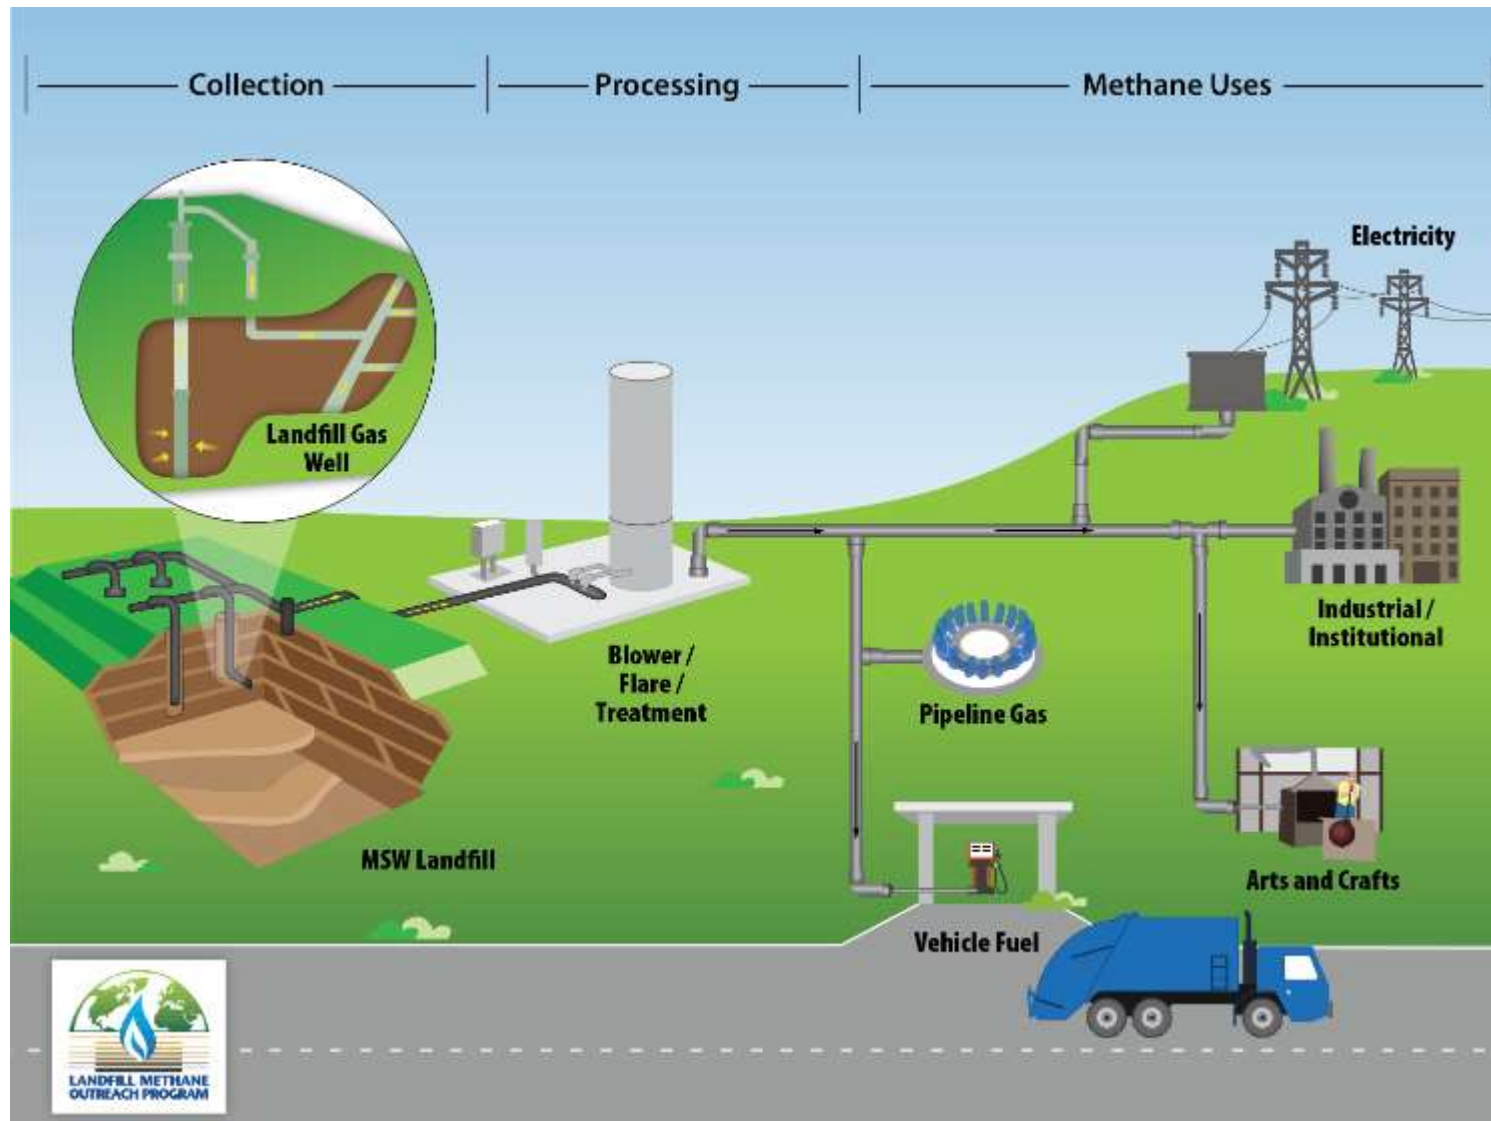 Collection
Processing
Methane Uses
Electricity
Landfill Gas
Well
Industrial /
Institutional
Blower /
Flare /
Treatment
Pipeline Gas
MSW Landfill
Arts and Crafts
Vehicle Fuel
LANDFILL METHANE
OUTREACH PROGRAM